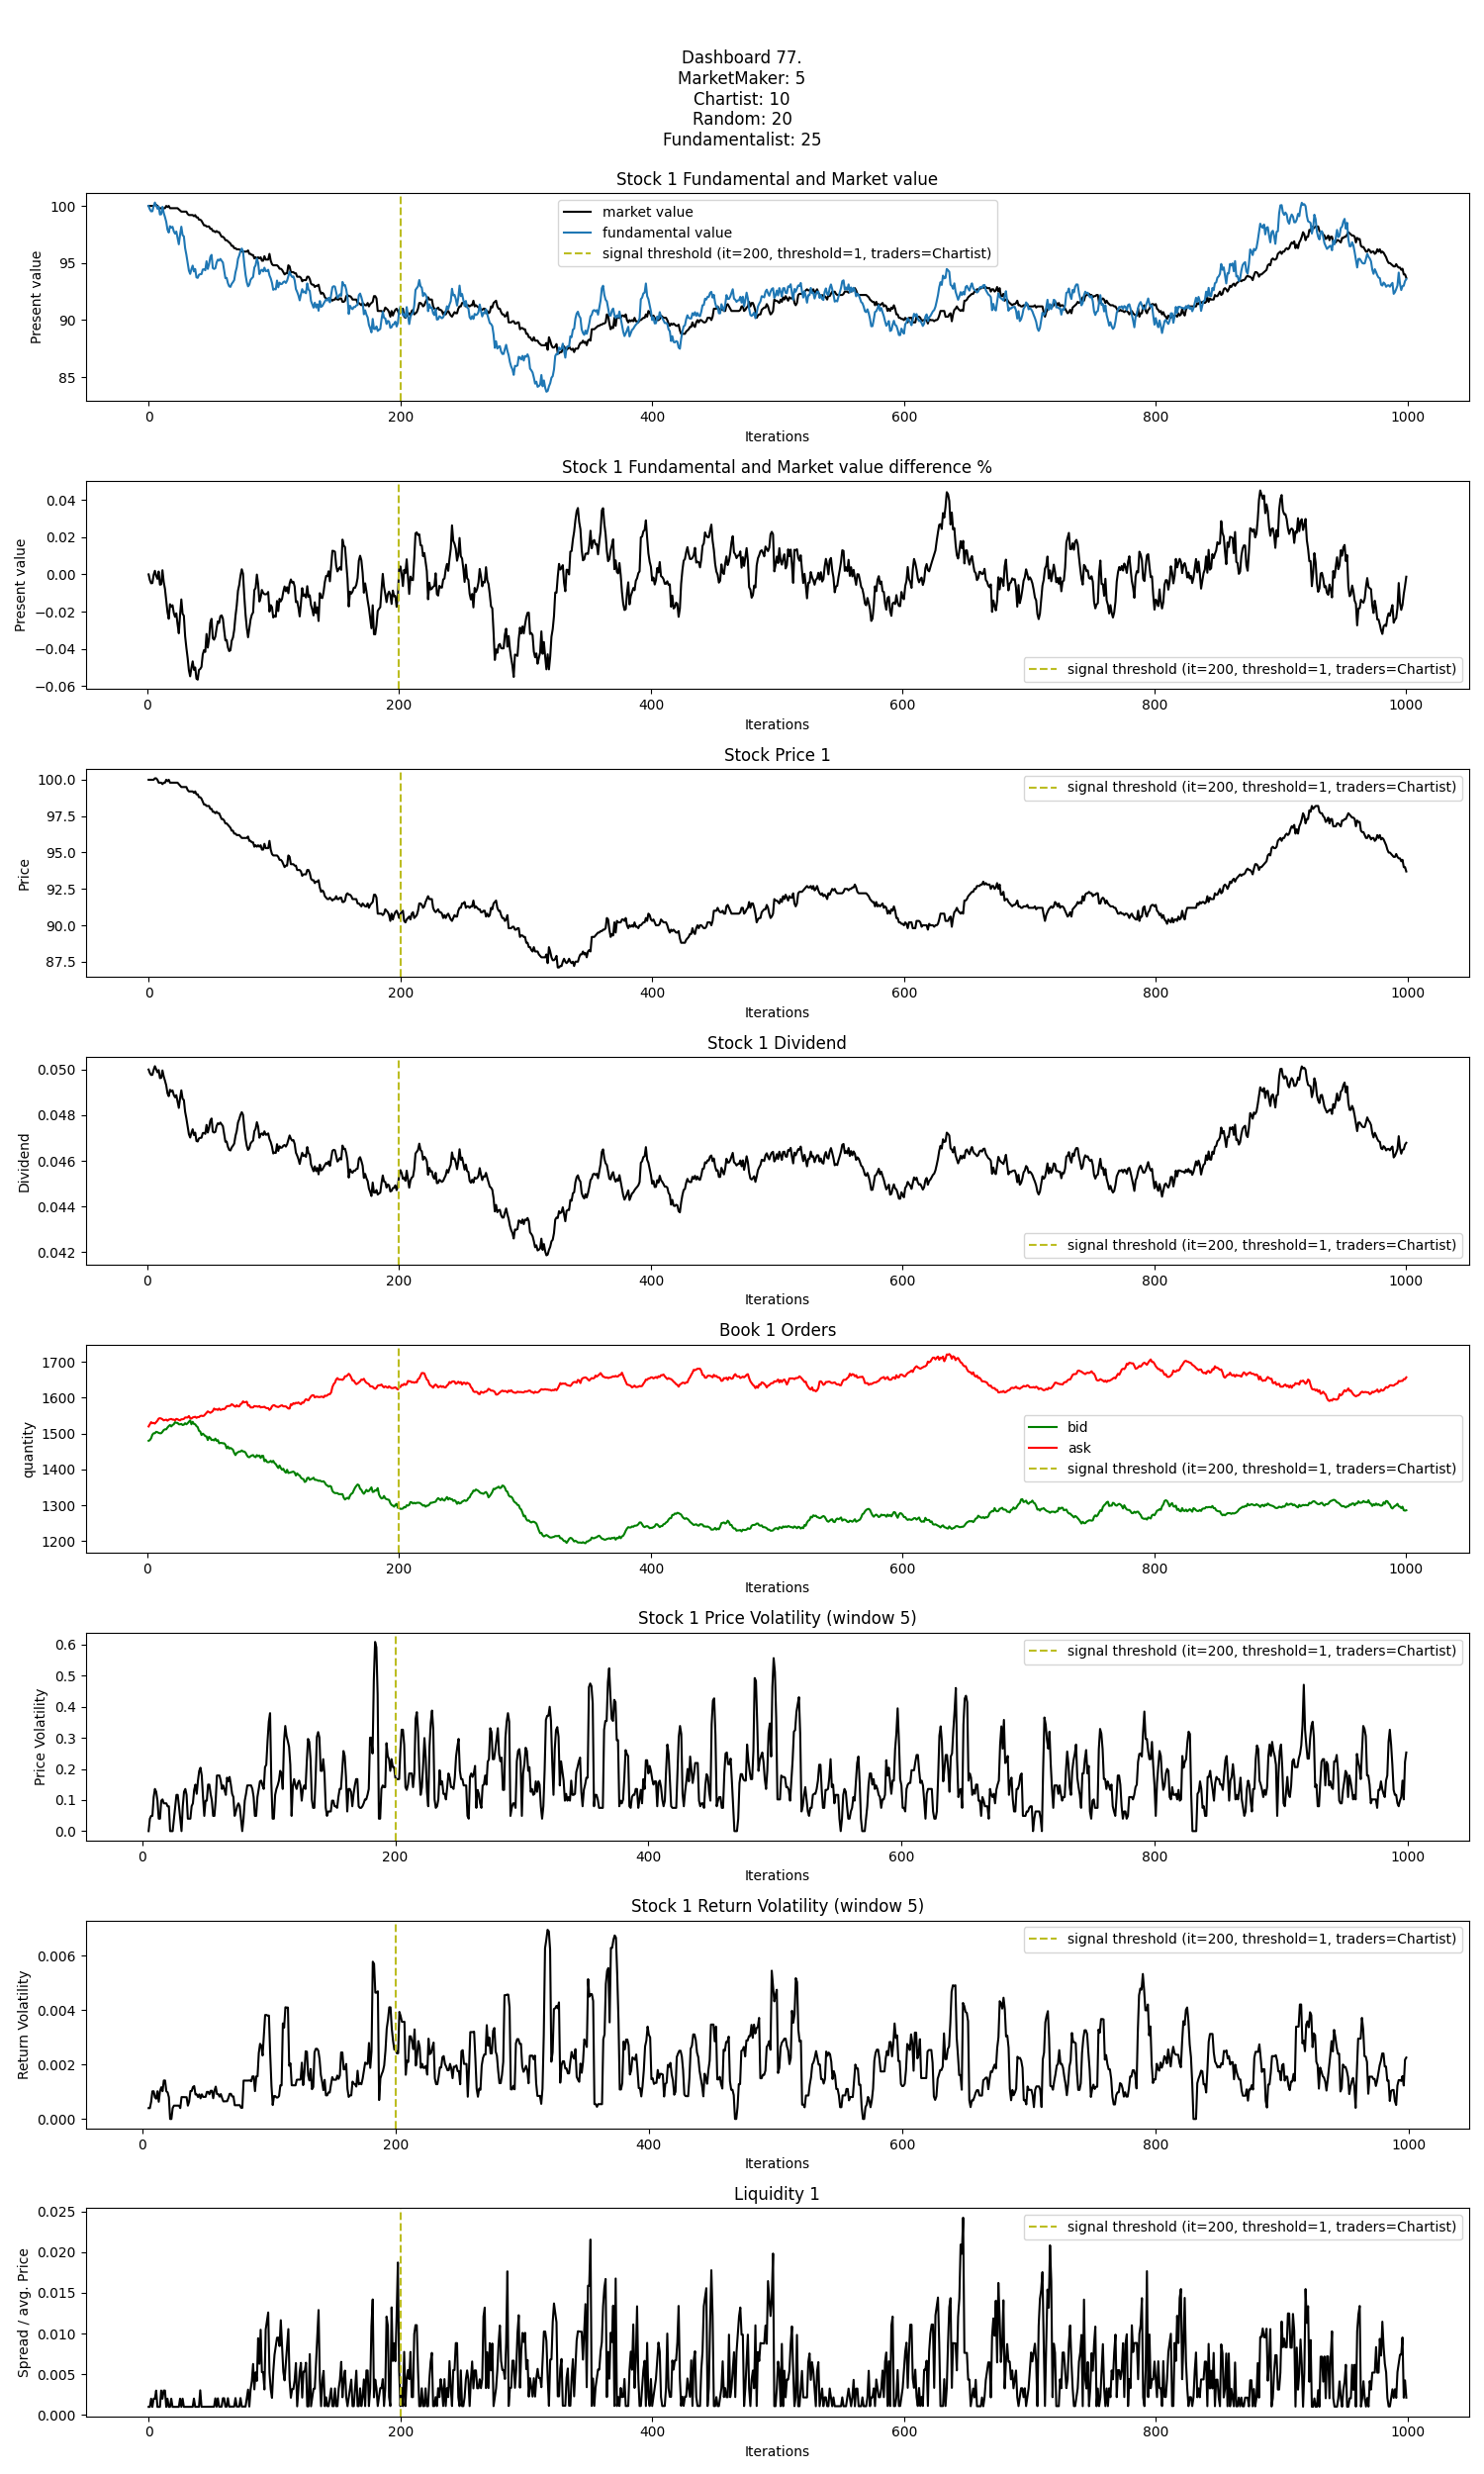 Dashboard 77.
MarketMaker: 5
Chartist: 10
Random: 20
Fundamentalist: 25
Stock 1 Fundamental and Market value
Present value
100
95
90
85
market value
fundamental value
signal threshold (it=200, threshold=1, traders=Chartist)
0 200 400 600 800 1000
Iterations
Stock 1 Fundamental and Market value difference %
Present value
0.04
0.02
0.00
−0.02
−0.04
−0.06
signal threshold (it=200, threshold=1, traders=Chartist)
0 200 400 600 800 1000
Iterations
Stock Price 1
Price
100.0
97.5
95.0
92.5
90.0
87.5
signal threshold (it=200, threshold=1, traders=Chartist)
0 200 400 600 800 1000
Iterations
Stock 1 Dividend
Dividend
0.050
0.048
0.046
0.044
0.042
signal threshold (it=200, threshold=1, traders=Chartist)
0 200 400 600 800 1000
Iterations
Book 1 Orders
quantity
1700
1600
1500
1400
1300
1200
bid
ask
signal threshold (it=200, threshold=1, traders=Chartist)
0 200 400 600 800 1000
Iterations
Stock 1 Price Volatility (window 5)
Price Volatility
0.6
0.5
0.4
0.3
0.2
0.1
0.0
signal threshold (it=200, threshold=1, traders=Chartist)
0 200 400 600 800 1000
Iterations
Stock 1 Return Volatility (window 5)
Return Volatility
0.006
0.004
0.002
0.000
signal threshold (it=200, threshold=1, traders=Chartist)
0 200 400 600 800 1000
Iterations
Liquidity 1
Spread / avg. Price
0.025
0.020
0.015
0.010
0.005
0.000
signal threshold (it=200, threshold=1, traders=Chartist)
0 200 400 600 800 1000
Iterations